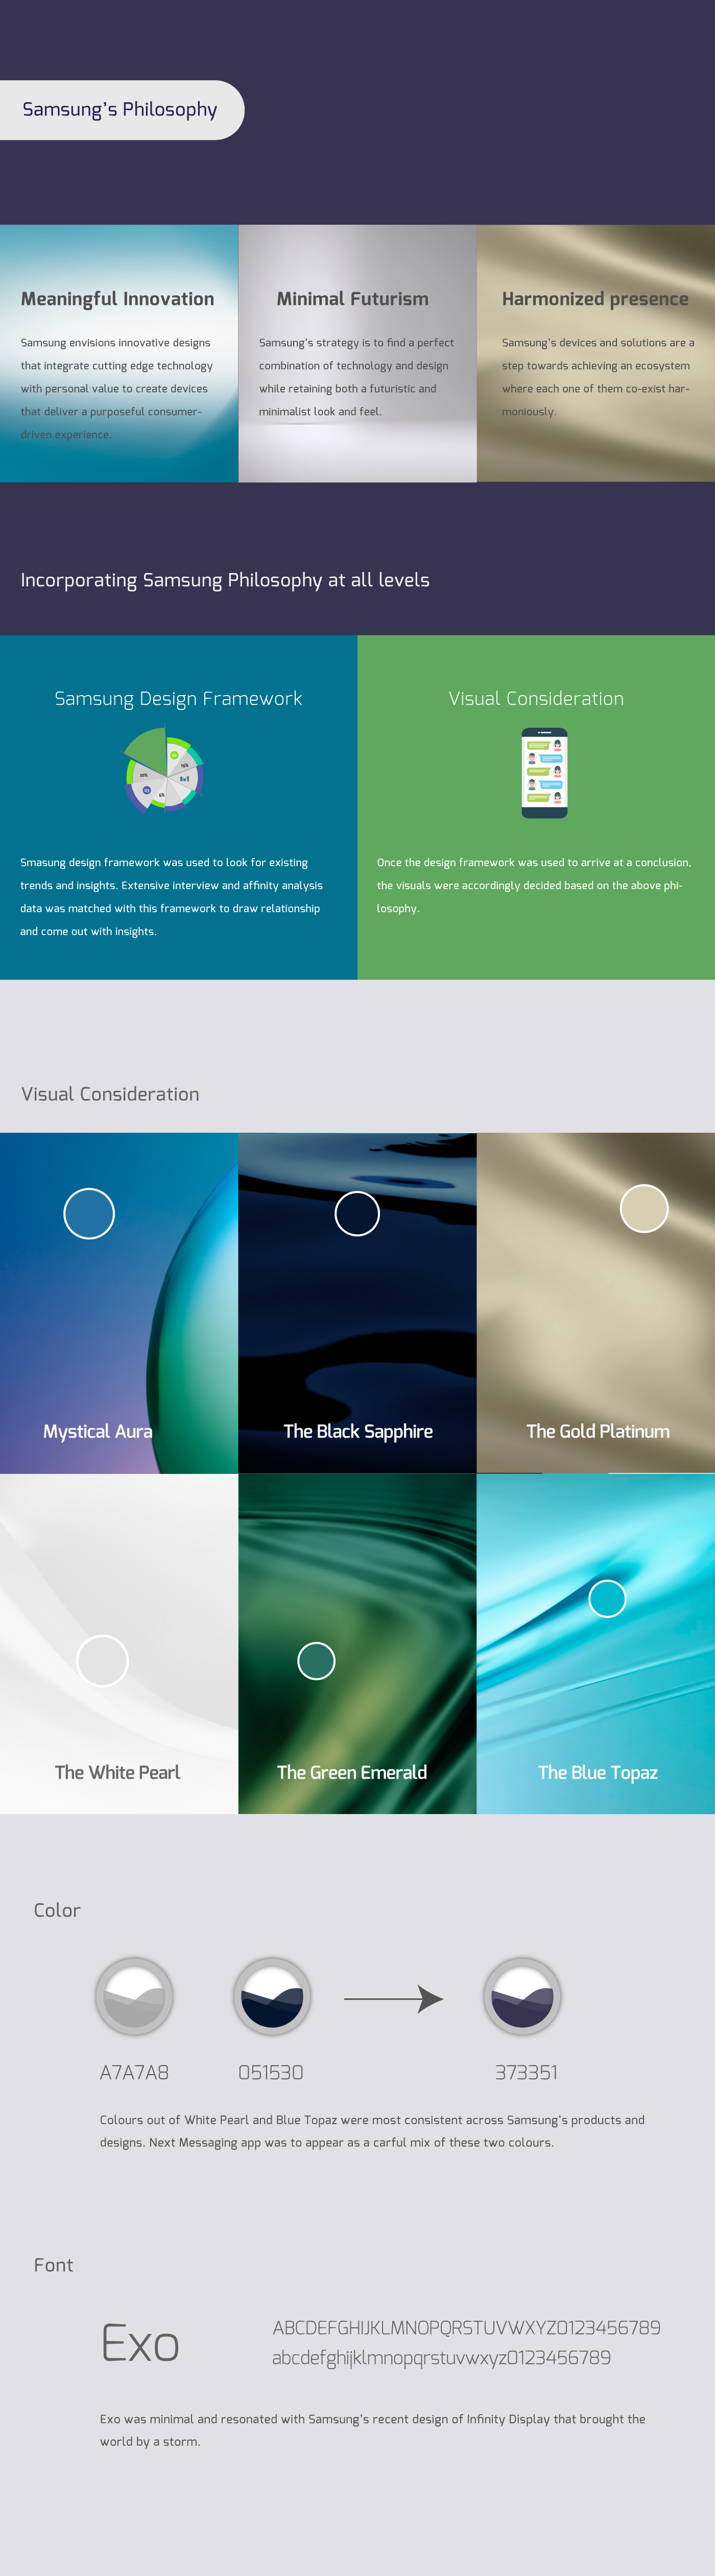 Samsung's Philosophy
Meaningful Innovation
Samsung envisions innovative designs
that integrate cutting edge technology
with personal value to create devices
that deliver a purposeful consumer-
driven experience.
Minimal Futurism
Samsung's strategy is to find a perfect
combination of technology and design
while retaining both a futuristic and
minimalist look and feel.
Harmonized presence
Samsung's devices and solutions are a
step towards achieving an ecosystem
where each one of them co-exist har-
moniously.
Incorporating Samsung Philosophy at all levels
Samsung Design Framework
Smasung design framework was used to look for existing
trends and insights. Extensive interview and affinity analysis
data was matched with this framework to draw relationship
and come out with insights.
Visual Consideration
Once the design framework was used to arrive at a conclusion,
the visuals were accordingly decided based on the above phi-
losophy.
Visual Consideration
Mystical Aura
The Black Sapphire
The Gold Platinum
The White Pearl
The Green Emerald
The Blue Topaz
Color
A7A7A8
051530
373351
Colours out of White Pearl and Blue Topaz were most consistent across Samsung's products and
designs. Next Messaging app was to appear as a carful mix of these two colours.
Font
Exo
ABCDEFGHIJKLMNOPQRSTUVWXYZ0123456789
abcdefghijklmnopqrstuvwxyz0123456789
Exo was minimal and resonated with Samsung's recent design of Infinity Display that brought the
world by a storm.